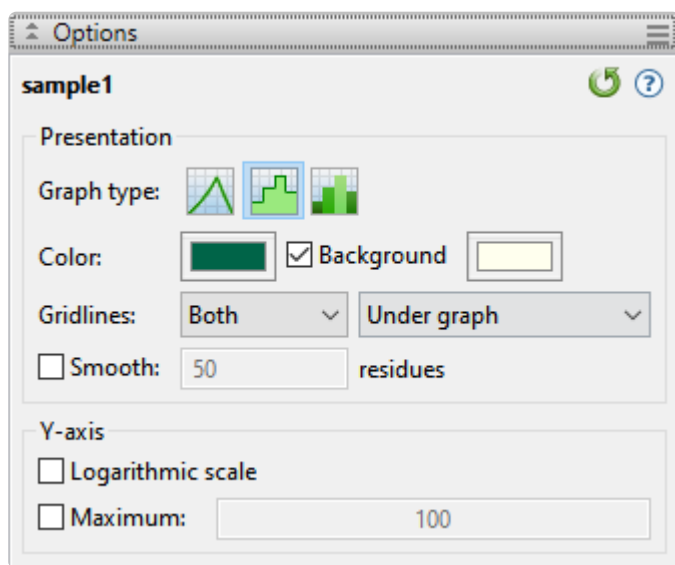 Options
sample1
Presentation
Graph type:
Color: Background
Gridlines: Both Under graph
Smooth: 50 residues
Y-axis
Logarithmic scale
Maximum: 100